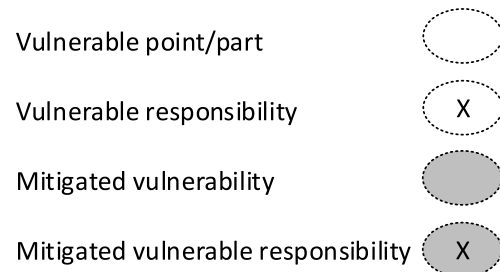 Vulnerable point/part
Vulnerable responsibility X
Mitigated vulnerability
Mitigated vulnerable responsibility X